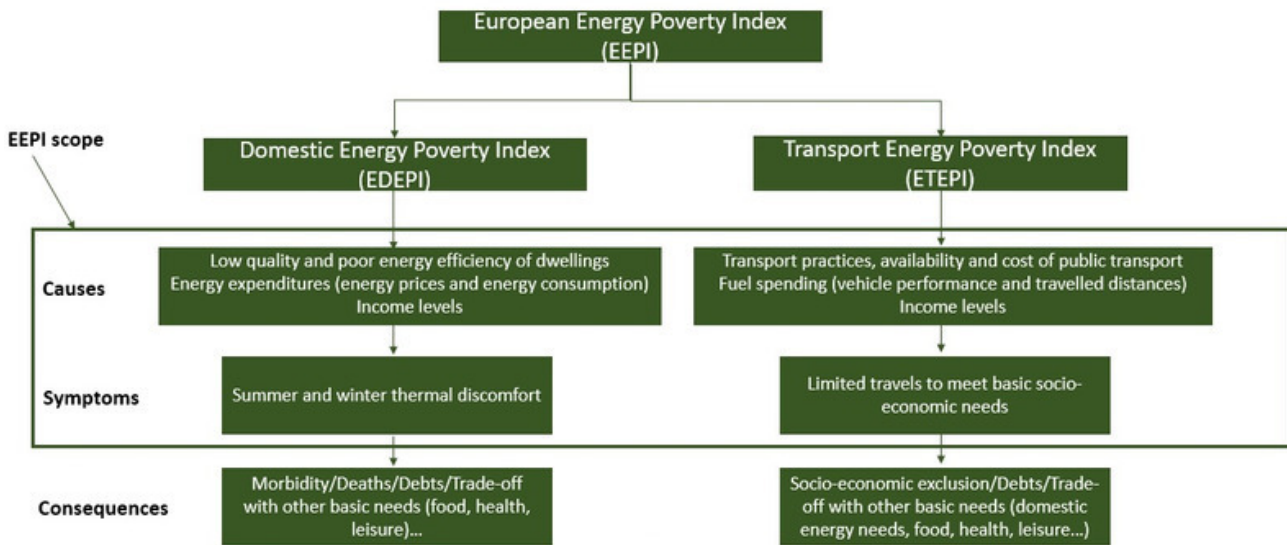 European Energy Poverty Index
(EEPI)
EEPI scope
Domestic Energy Poverty Index
(EDEPI)
Transport Energy Poverty Index
(ETEPI)
Causes
Low quality and poor energy efficiency of dwellings
Energy expenditures (energy prices and energy consumption)
Income levels
Transport practices, availability and cost of public transport
Fuel spending (vehicle performance and travelled distances)
Income levels
Symptoms
Summer and winter thermal discomfort
Limited travels to meet basic socio-
economic needs
Consequences
Morbidity/Deaths/Debts/Trade-off
with other basic needs (food, health,
leisure)...
Socio-economic exclusion/Debts/Trade-
off with other basic needs (domestic
energy needs, food, health, leisure...)